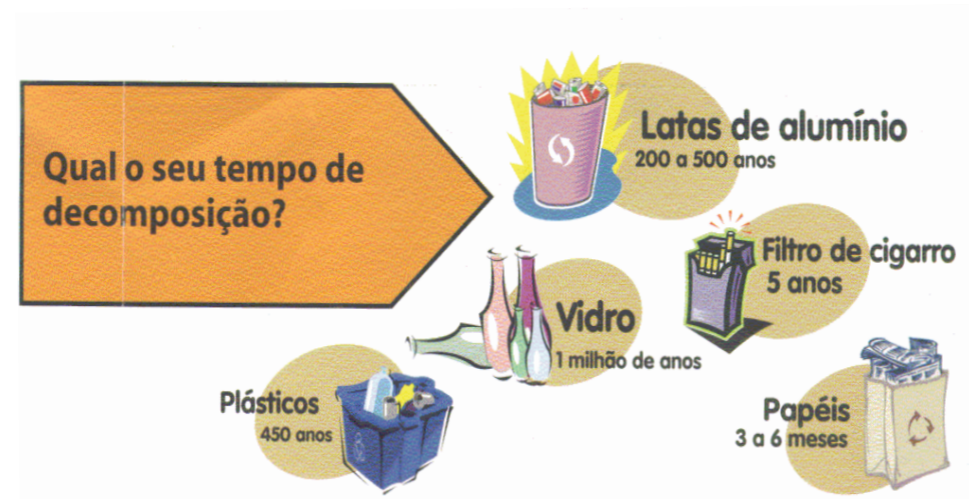 Qual o seu tempo de
decomposição?
Latas de alumínio
200 a 500 anos
Filtro de cigarro
5 anos
Vidro
1 milhão de anos
Plásticos
450 anos
Papéis
3 a 6 meses